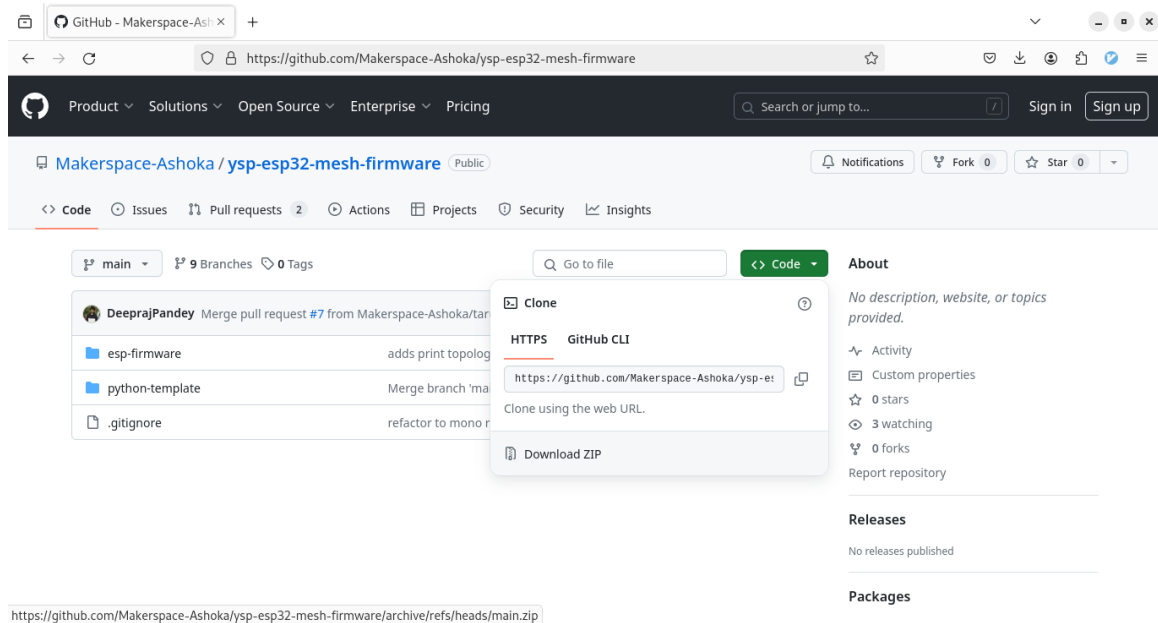 GitHub - Makerspace-Ash
https://github.com/Makerspace-Ashoka/ysp-esp32-mesh-firmware
Product Solutions Open Source Enterprise Pricing Search or jump to... / Sign in Sign up
Makerspace-Ashoka / ysp-esp32-mesh-firmware Public Notifications Fork 0 Star 0
Code Issues Pull requests 2 Actions Projects Security Insights
main 9 Branches 0 Tags Go to file Code
DeeprajPandey Merge pull request #7 from Makerspace-Ashoka/tar
esp-firmware adds print topolog
python-template Merge branch 'ma
.gitignore refactor to mono r
Clone
HTTPS GitHub CLI
https://github.com/Makerspace-Ashoka/ysp-es
Clone using the web URL.
Download ZIP
About
No description, website, or topics
provided.
Activity
Custom properties
0 stars
3 watching
0 forks
Report repository
Releases
No releases published
Packages
https://github.com/Makerspace-Ashoka/ysp-esp32-mesh-firmware/archive/refs/heads/main.zip